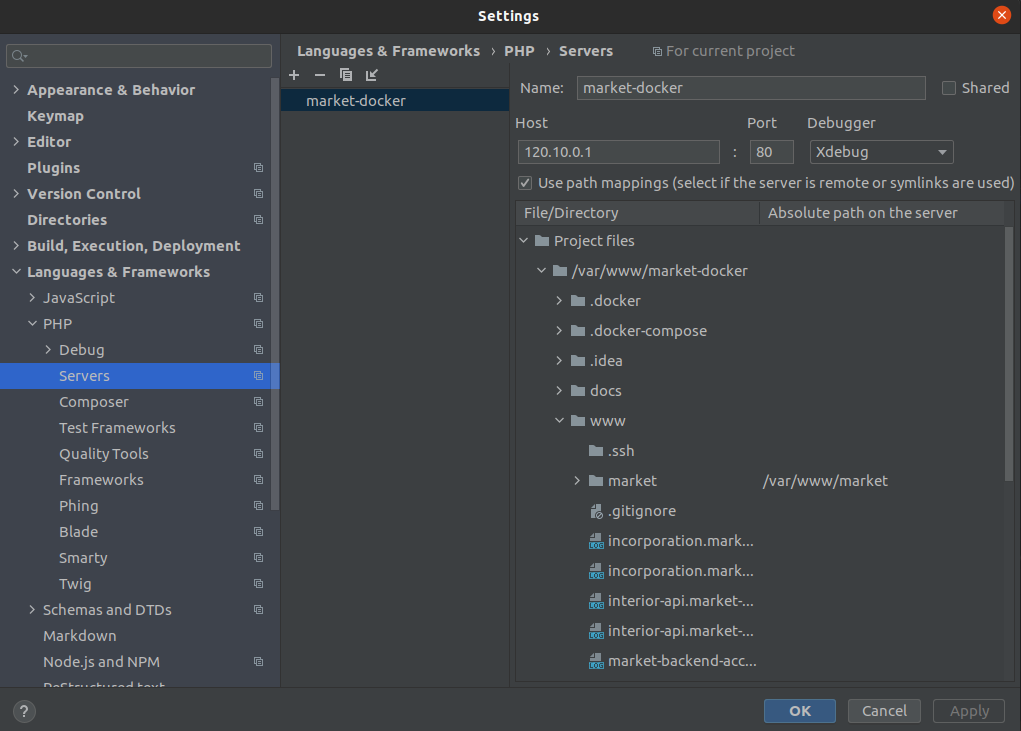 Settings
Appearance & Behavior
Keymap
Editor
Plugins
Version Control
Directories
Build, Execution, Deployment
Languages & Frameworks
JavaScript
PHP
Debug
Servers
Composer
Test Frameworks
Quality Tools
Frameworks
Phing
Blade
Smarty
Twig
Schemas and DTDs
Markdown
Node.js and NPM
ReStructured text
Languages & Frameworks › PHP › Servers For current project
market-docker
Name: market-docker Shared
Host Port Debugger
120.10.0.1 : 80 Xdebug
Use path mappings (select if the server is remote or symlinks are used)
File/Directory Absolute path on the server
Project files
/var/www/market-docker
.docker
.docker-compose
.idea
docs
www
.ssh
market /var/www/market
.gitignore
incorporation.mark...
incorporation.mark...
interior-api.market-...
interior-api.market-...
market-backend-acc...
? OK Cancel Apply